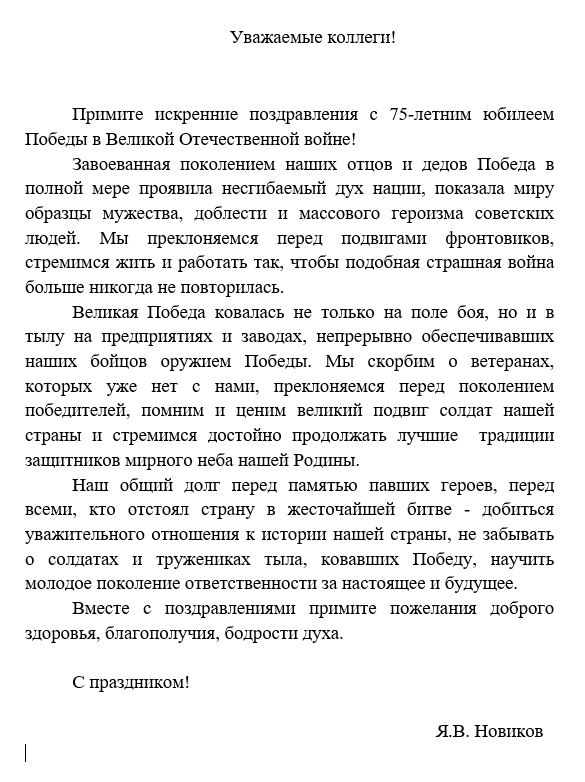 Уважаемые коллеги!
Примите искренние поздравления с 75-летним юбилеем
Победы в Великой Отечественной войне!
Завоеванная поколением наших отцов и дедов Победа в
полной мере проявила несгибаемый дух нации, показала миру
образцы мужества, доблести и массового героизма советских
людей. Мы преклоняемся перед подвигами фронтовиков,
стремимся жить и работать так, чтобы подобная страшная война
больше никогда не повторилась.
Великая Победа ковалась не только на поле боя, но и в
тылу на предприятиях и заводах, непрерывно обеспечивавших
наших бойцов оружием Победы. Мы скорбим о ветеранах,
которых уже нет с нами, преклоняемся перед поколением
победителей, помним и ценим великий подвиг солдат нашей
страны и стремимся достойно продолжать лучшие традиции
защитников мирного неба нашей Родины.
Наш общий долг перед памятью павших героев, перед
всеми, кто отстоял страну в жесточайшей битве - добиться
уважительного отношения к истории нашей страны, не забывать
о солдатах и тружениках тыла, ковавших Победу, научить
молодое поколение ответственности за настоящее и будущее.
Вместе с поздравлениями примите пожелания доброго
здоровья, благополучия, бодрости духа.
С праздником!
Я.В. Новиков